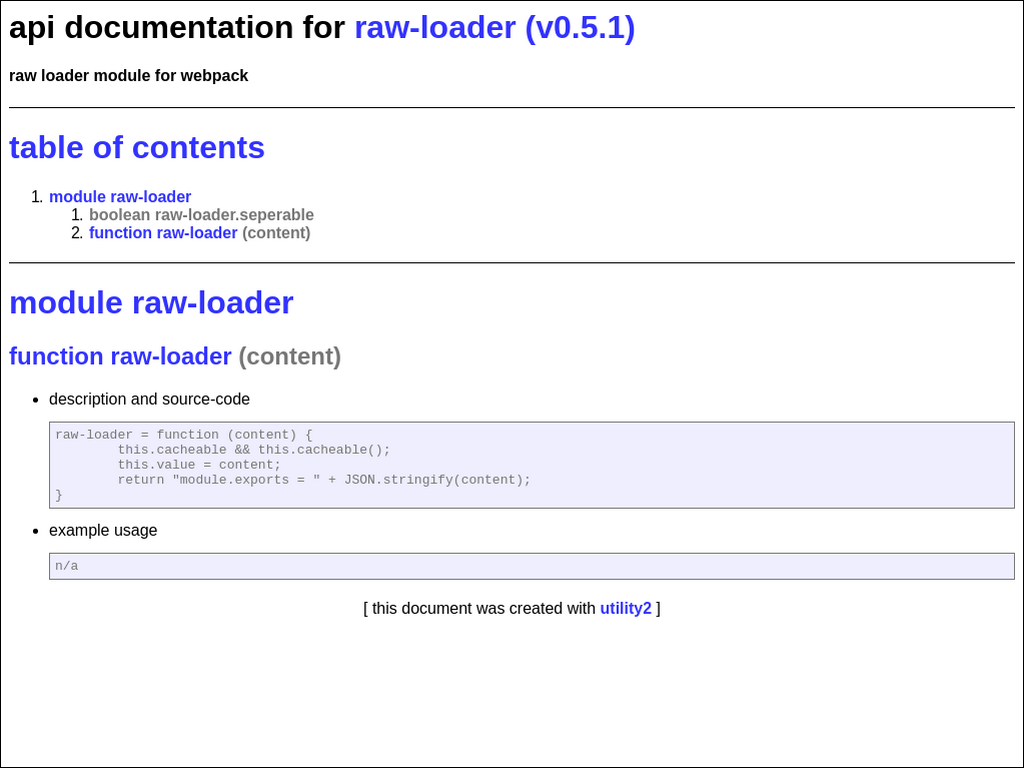 api documentation for raw-loader (v0.5.1)
raw loader module for webpack
table of contents
1. module raw-loader
1. boolean raw-loader.seperable
2. function raw-loader (content)
module raw-loader
function raw-loader (content)
• description and source-code
raw-loader = function (content) {
        this.cacheable && this.cacheable();
        this.value = content;
        return "module.exports = " + JSON.stringify(content);
}
• example usage
n/a
[ this document was created with utility2 ]